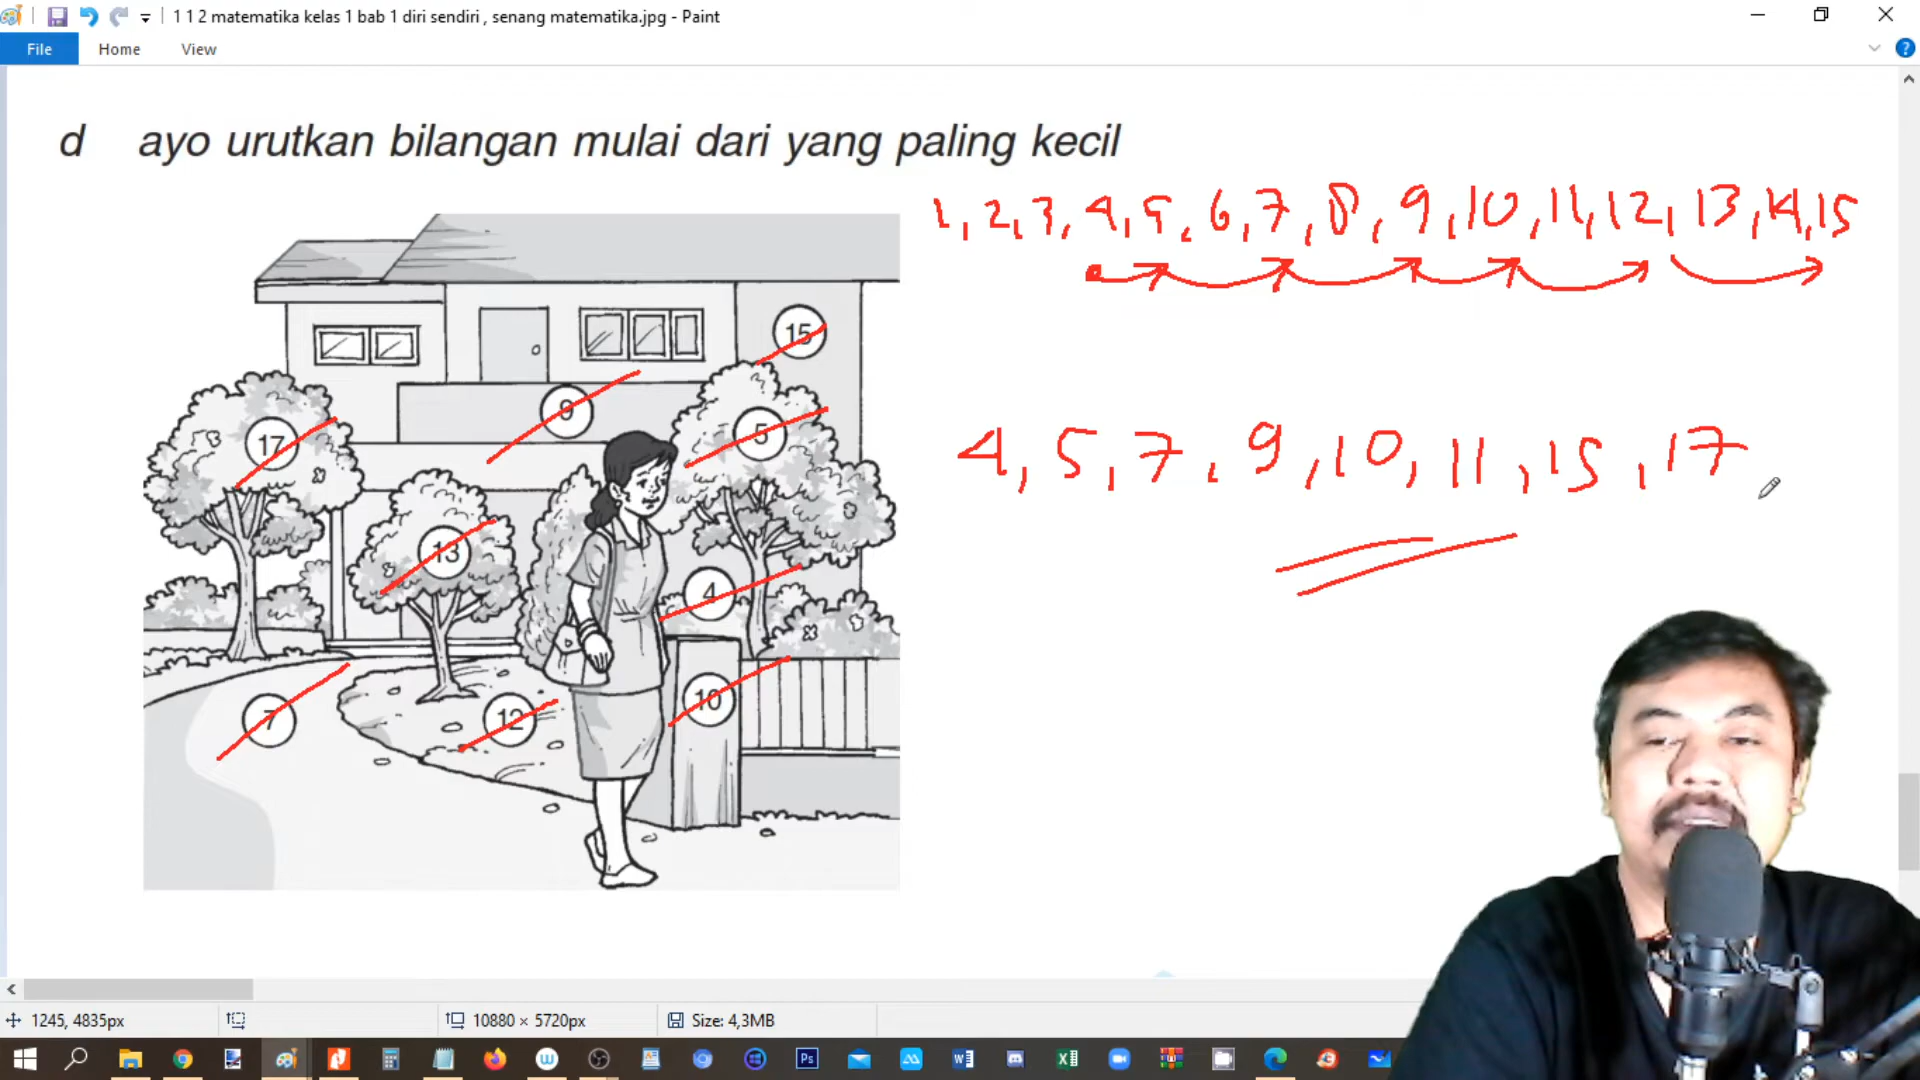 1 1 2 matematika kelas 1 bab 1 diri sendiri , senang matematika.jpg - Paint
File Home View
d ayo urutkan bilangan mulai dari yang paling kecil
1, 2, 3, 4, 5, 6, 7, 8, 9, 10, 11, 12, 13, 14, 15
15
9
17
5
13
4
7
12
10
4, 5, 7, 9, 10, 11, 15, 17
1245, 4835px
10880 × 5720px
Size: 4,3MB
Ps